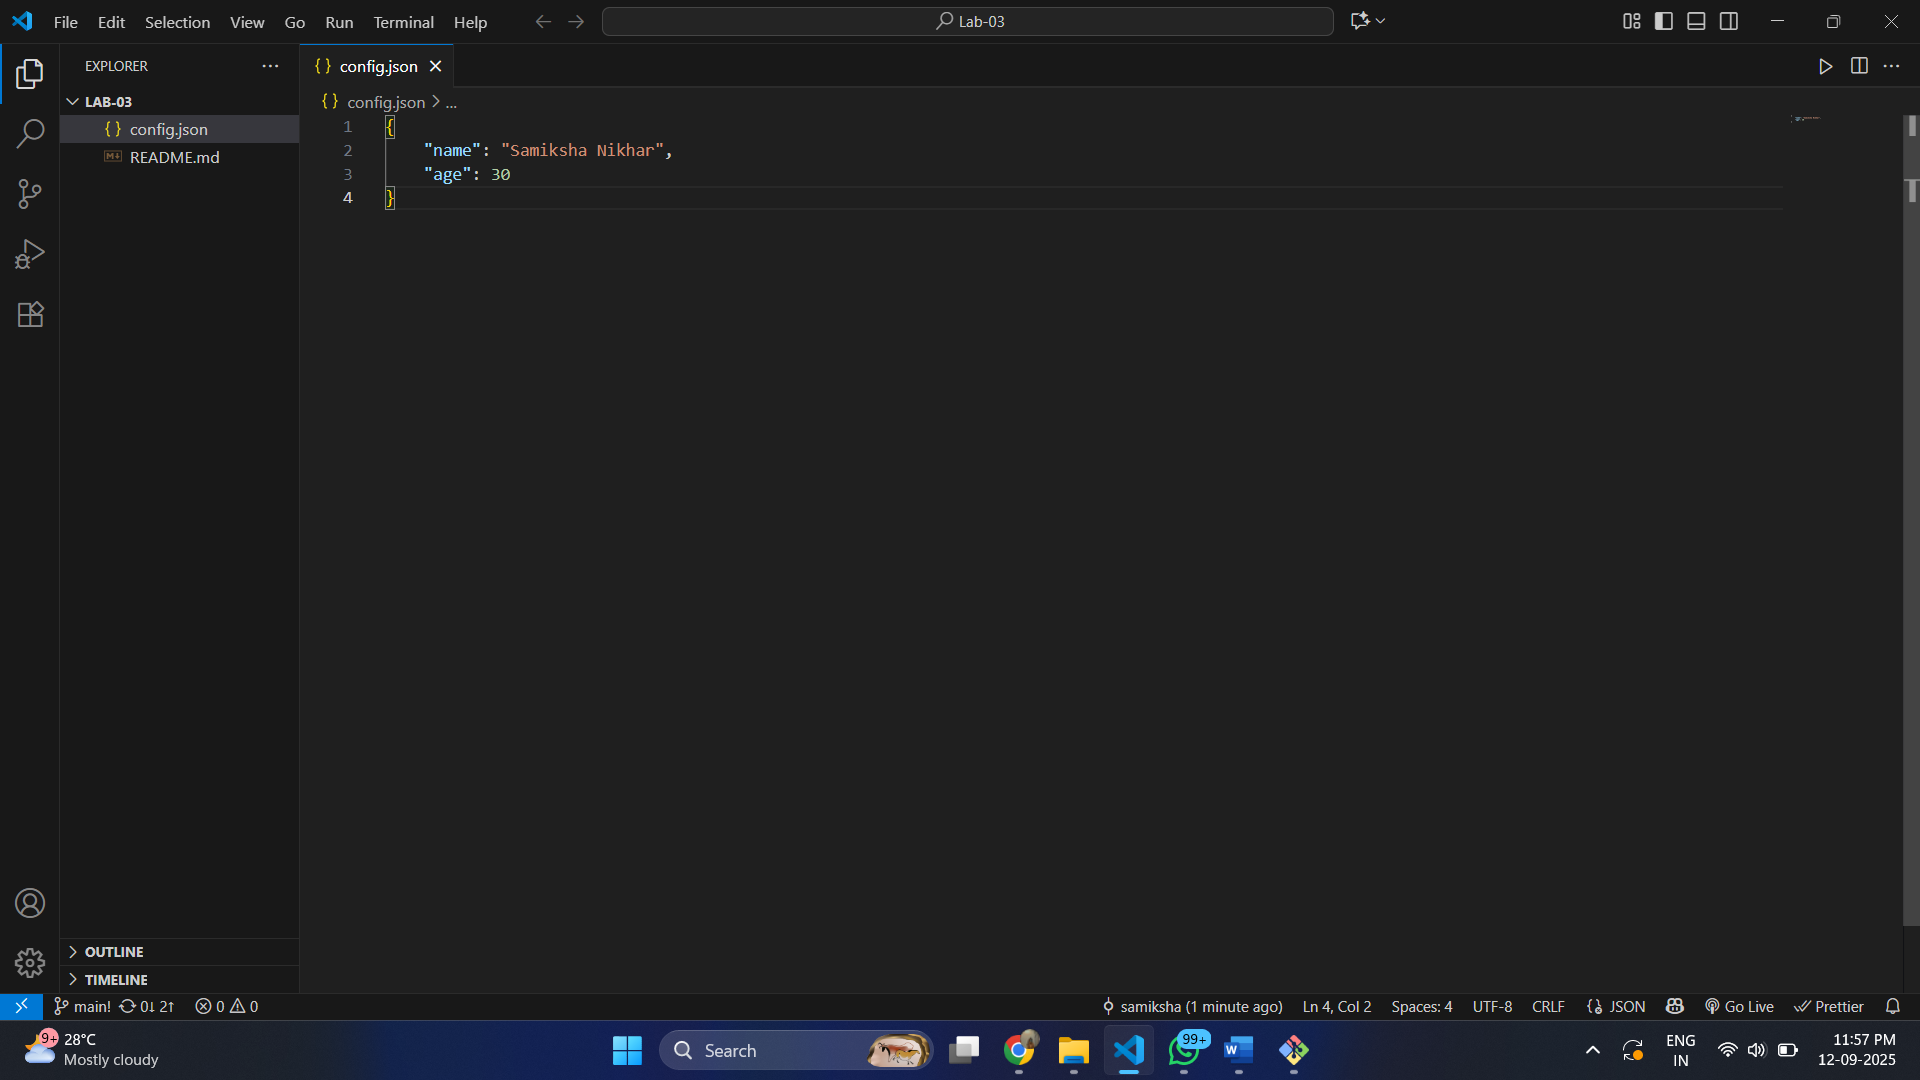 File Edit Selection View Go Run Terminal Help
Lab-03
EXPLORER
LAB-03
config.json
README.md
OUTLINE
TIMELINE
{} config.json
{} config.json > ...
1 {
2 "name": "Samiksha Nikhar",
3 "age": 30
4 }
main! 0↓ 2↑ 0 0
samiksha (1 minute ago) Ln 4, Col 2 Spaces: 4 UTF-8 CRLF {} JSON Go Live Prettier
9+
28°C
Mostly cloudy
Search
99+
ENG
IN
11:57 PM
12-09-2025